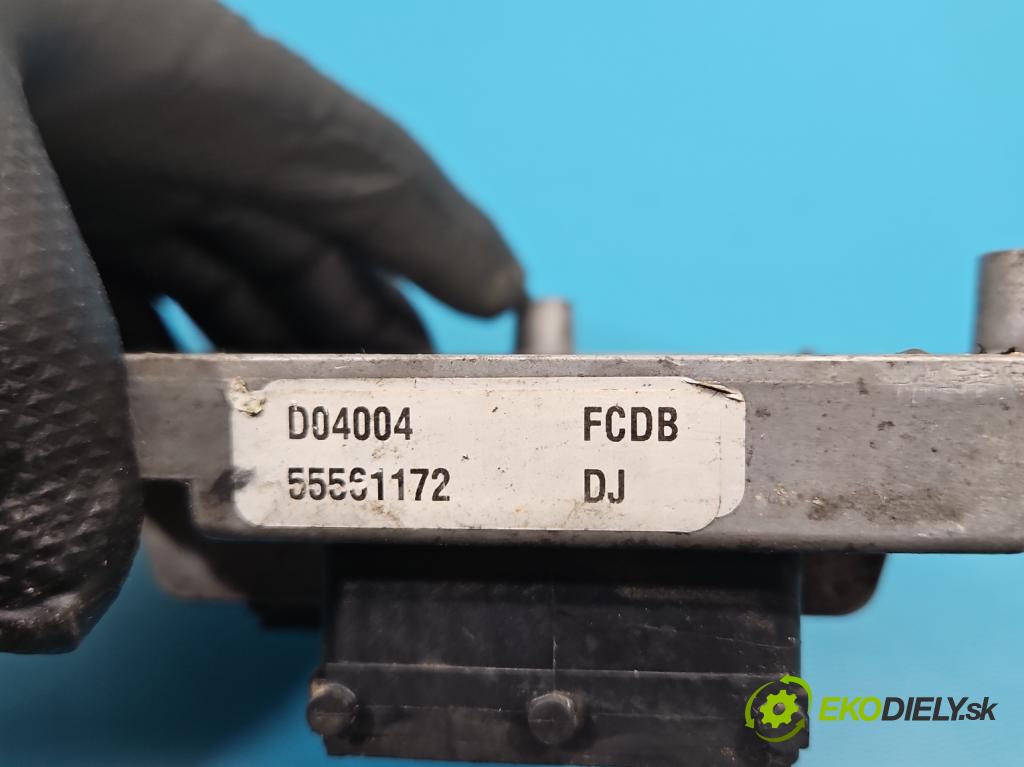 D04004 FCDB
55561172 DJ
EKODIELY.sk